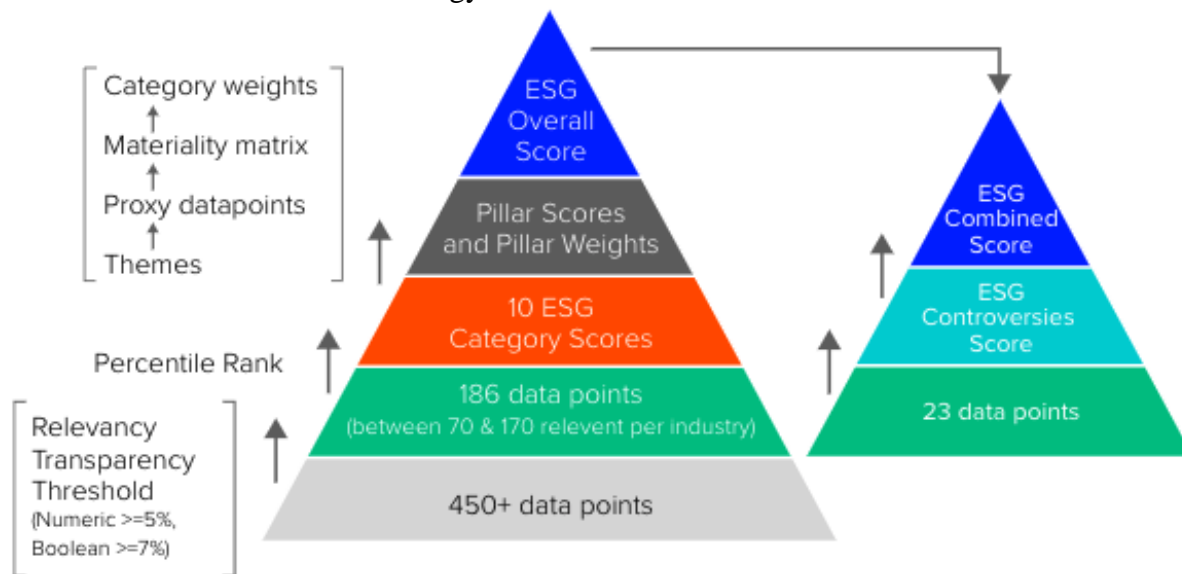 ogy
Category weights
Materiality matrix
Proxy datapoints
Themes
Percentile Rank
Relevancy
Transparency
Threshold
(Numeric >=5%,
Boolean >=7%)
ESG
Overall
Score
Pillar Scores
and Pillar Weights
10 ESG
Category Scores
186 data points
(between 70 & 170 relevent per industry)
450+ data points
ESG
Combined
Score
ESG
Controversies
Score
23 data points